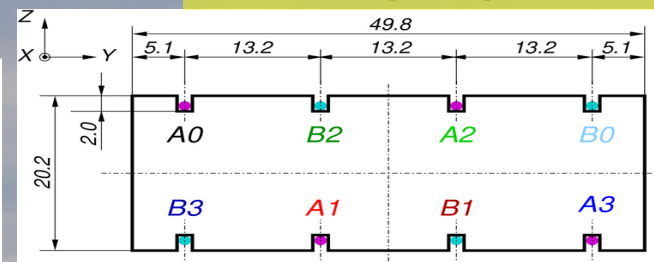 Z
49.8
X Y 5.1 13.2 13.2 13.2 5.1
2.0 A0 B2 A2 B0
20.2
B3 A1 B1 A3